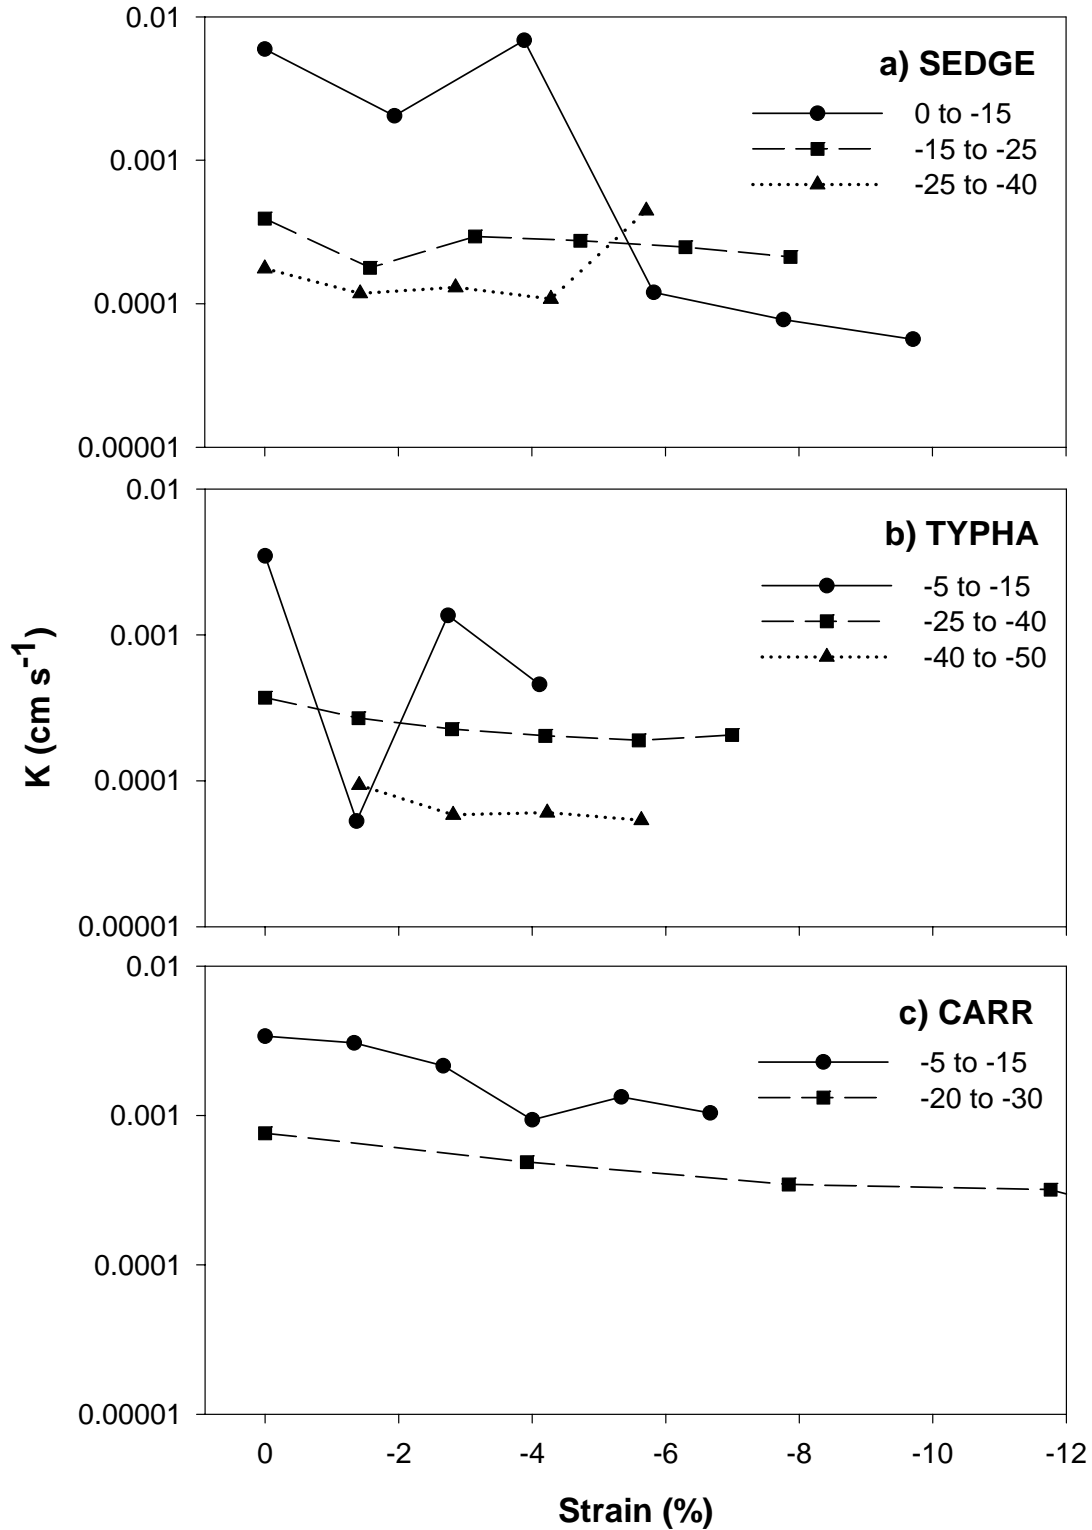 0.01
a) SEDGE
0 to -15
0.001
-15 to -25
-25 to -40
0.0001
0.00001
0.01
b) TYPHA
-5 to -15
0.001
-25 to -40
-40 to -50
K (cm s-1)
0.0001
0.00001
0.01
c) CARR
-5 to -15
0.001
-20 to -30
0.0001
0.00001
0 -2 -4 -6 -8 -10 -12
Strain (%)